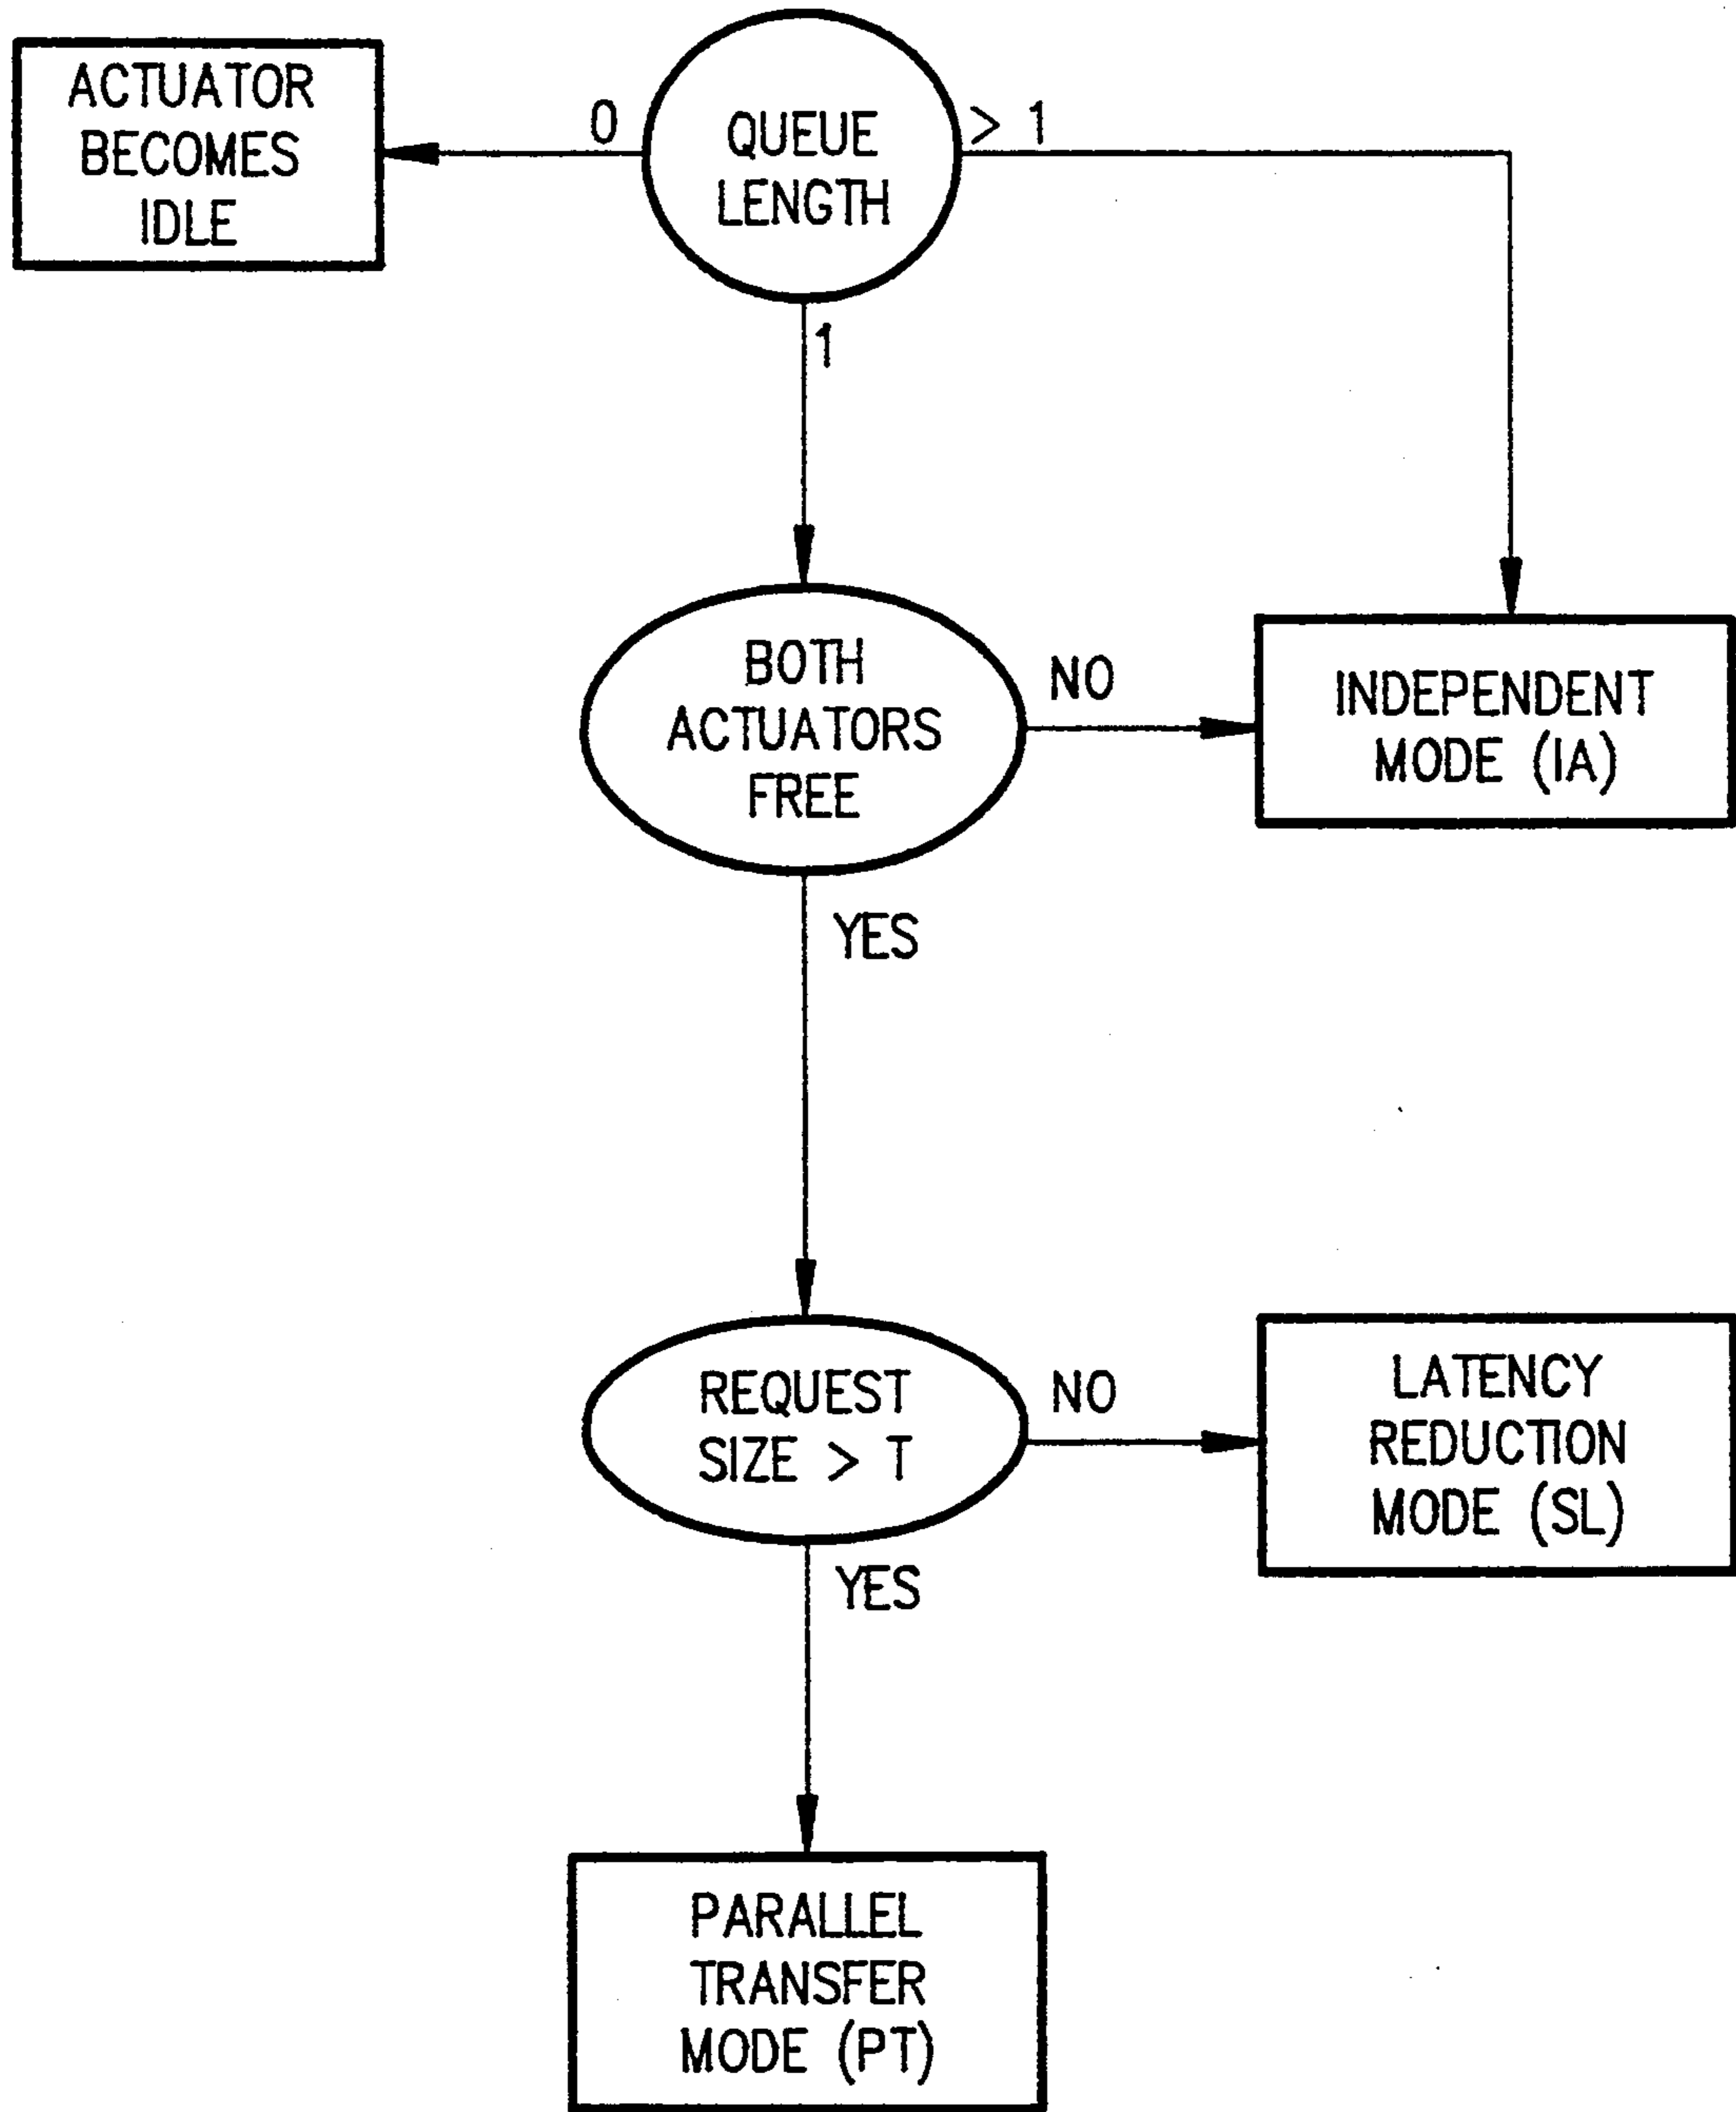 ACTUATOR
BECOMES
IDLE
0
QUEUE
LENGTH
> 1
1
BOTH
ACTUATORS
FREE
NO
INDEPENDENT
MODE (IA)
YES
REQUEST
SIZE > T
NO
LATENCY
REDUCTION
MODE (SL)
YES
PARALLEL
TRANSFER
MODE (PT)